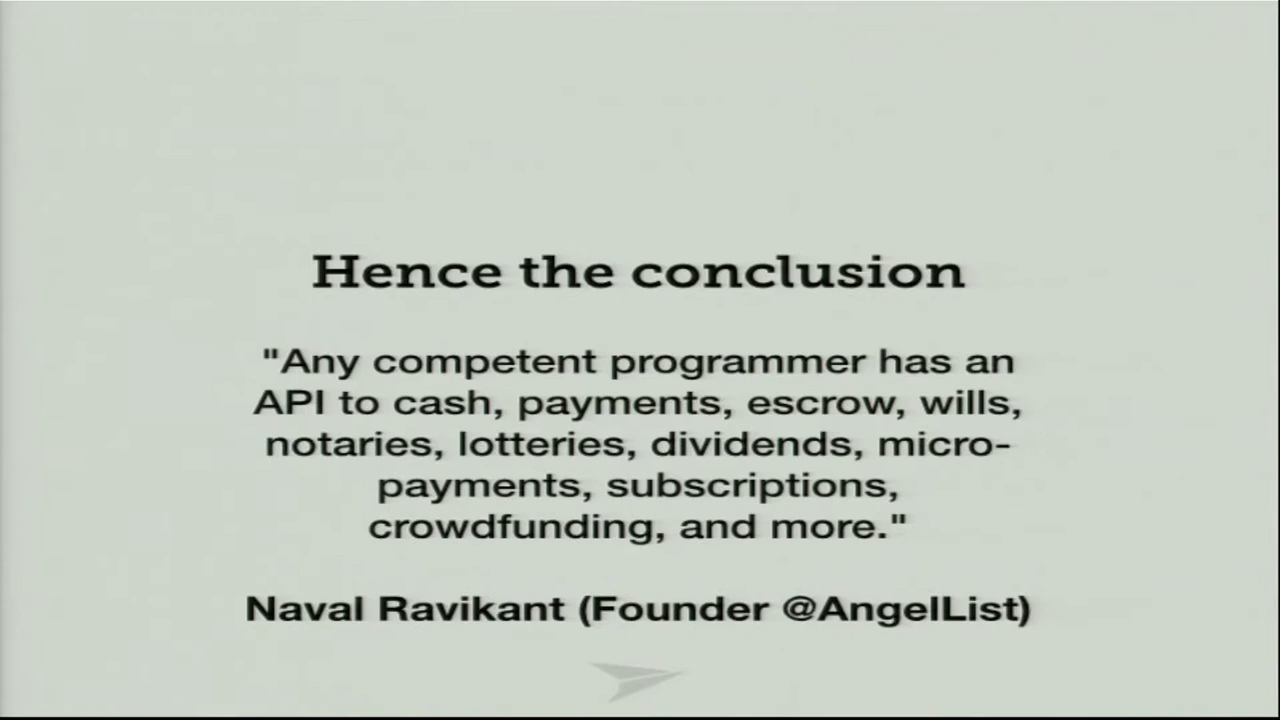 Hence the conclusion
"Any competent programmer has an
API to cash, payments, escrow, wills,
notaries, lotteries, dividends, micro-
payments, subscriptions,
crowdfunding, and more."
Naval Ravikant (Founder @AngelList)